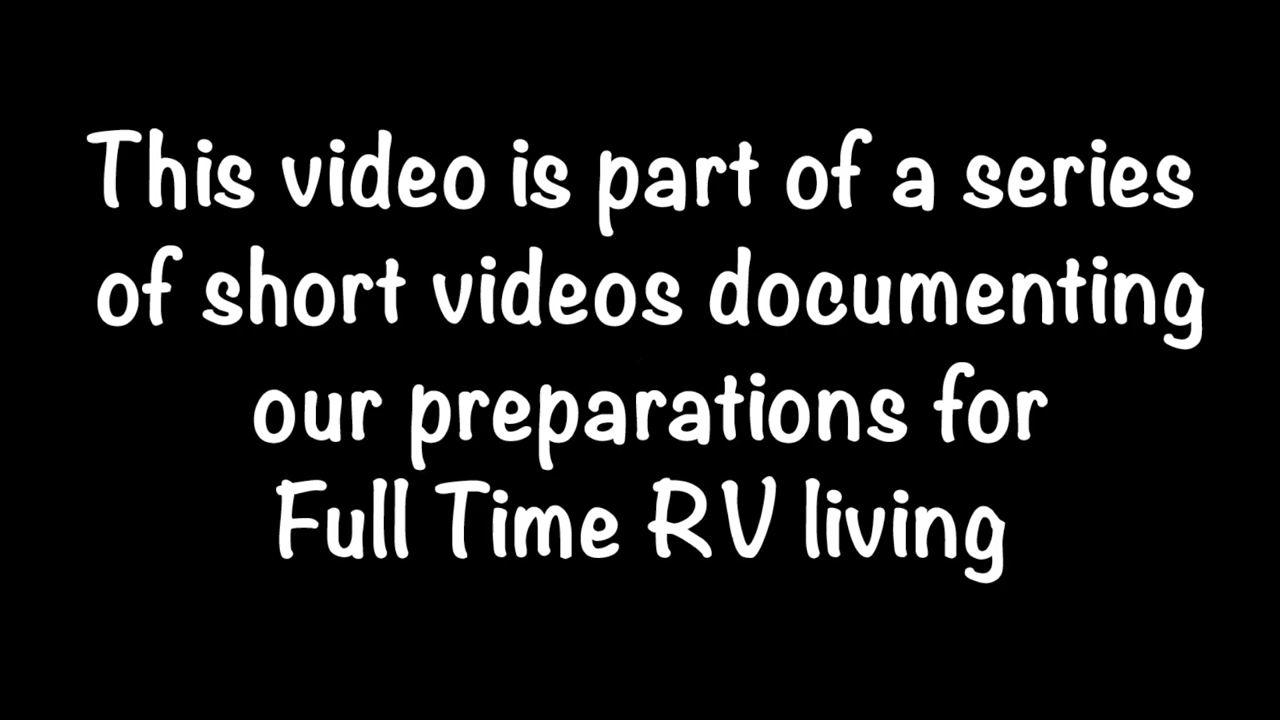 This video is part of a series
of short videos documenting
our preparations for
Full Time RV living